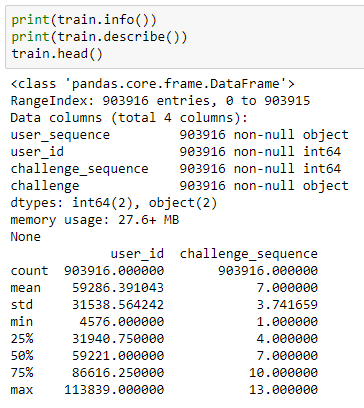 print(train.info())
print(train.describe())
train.head()
<class 'pandas.core.frame.DataFrame'>
RangeIndex: 903916 entries, 0 to 903915
Data columns (total 4 columns):
user_sequence         903916 non-null object
user_id               903916 non-null int64
challenge_sequence    903916 non-null int64
challenge             903916 non-null object
dtypes: int64(2), object(2)
memory usage: 27.6+ MB
None
             user_id  challenge_sequence
count  903916.000000       903916.000000
mean    59286.391043            7.000000
std     31538.564242            3.741659
min      4576.000000            1.000000
25%     31940.750000            4.000000
50%     59221.000000            7.000000
75%     86616.250000           10.000000
max    113839.000000           13.000000